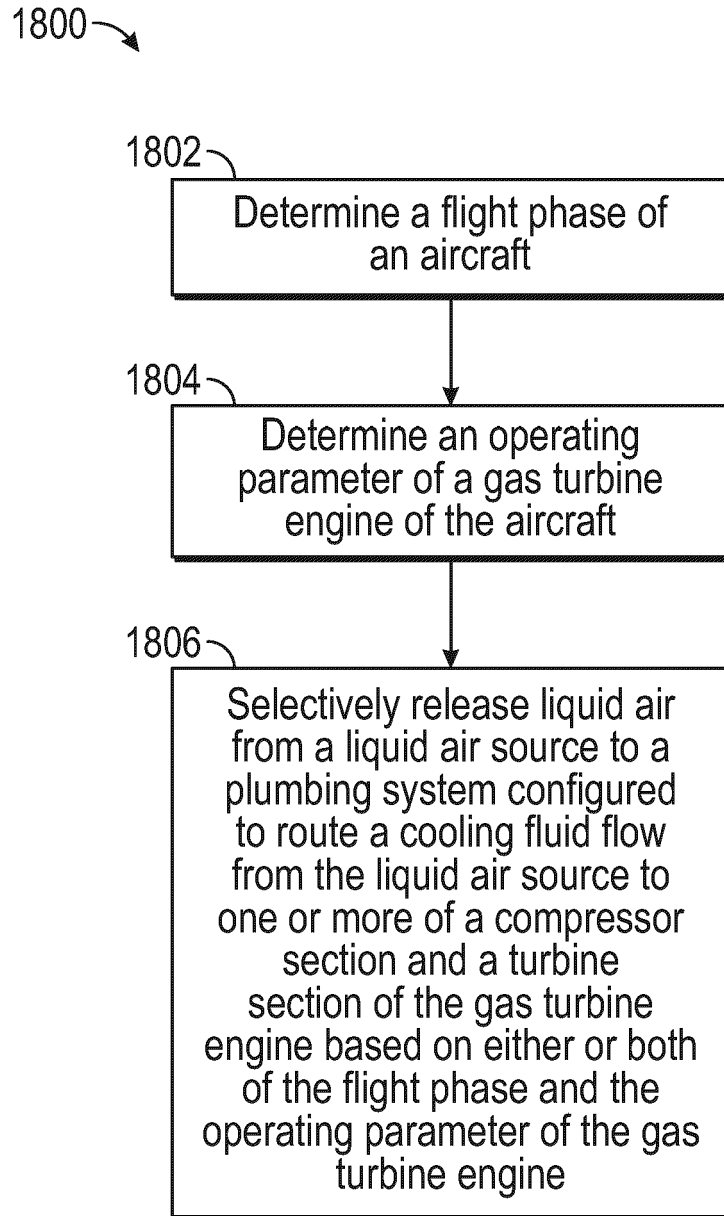 1800
1802
Determine a flight phase of
an aircraft
1804
Determine an operating
parameter of a gas turbine
engine of the aircraft
1806
Selectively release liquid air
from a liquid air source to a
plumbing system configured
to route a cooling fluid flow
from the liquid air source to
one or more of a compressor
section and a turbine
section of the gas turbine
engine based on either or both
of the flight phase and the
operating parameter of the gas
turbine engine